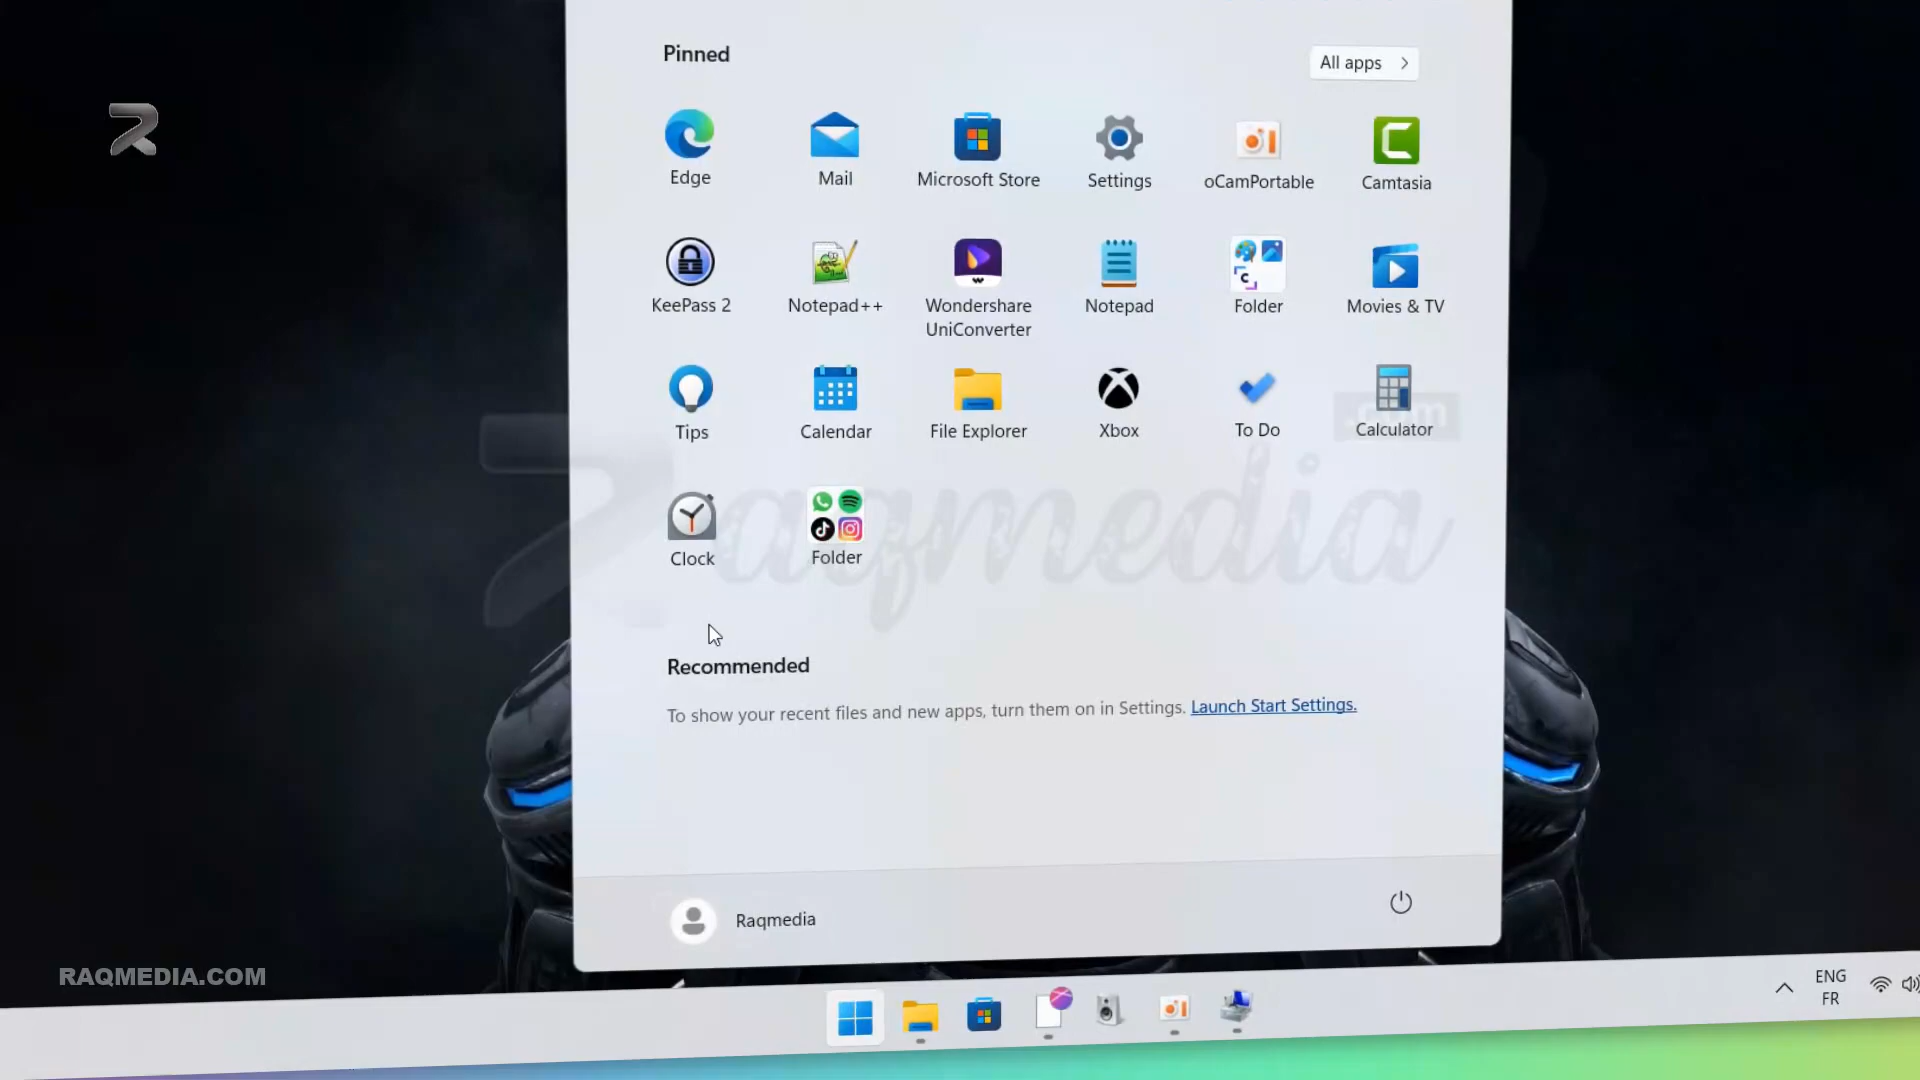 Pinned
All apps
Edge
Mail
Microsoft Store
Settings
oCamPortable
Camtasia
KeePass 2
Notepad++
Wondershare
UniConverter
Notepad
Folder
Movies & TV
Tips
Calendar
File Explorer
Xbox
To Do
Calculator
.com
Clock
Folder
Raqmedia
Recommended
To show your recent files and new apps, turn them on in Settings. Launch Start Settings.
Raqmedia
RAQMEDIA.COM
ENG
FR